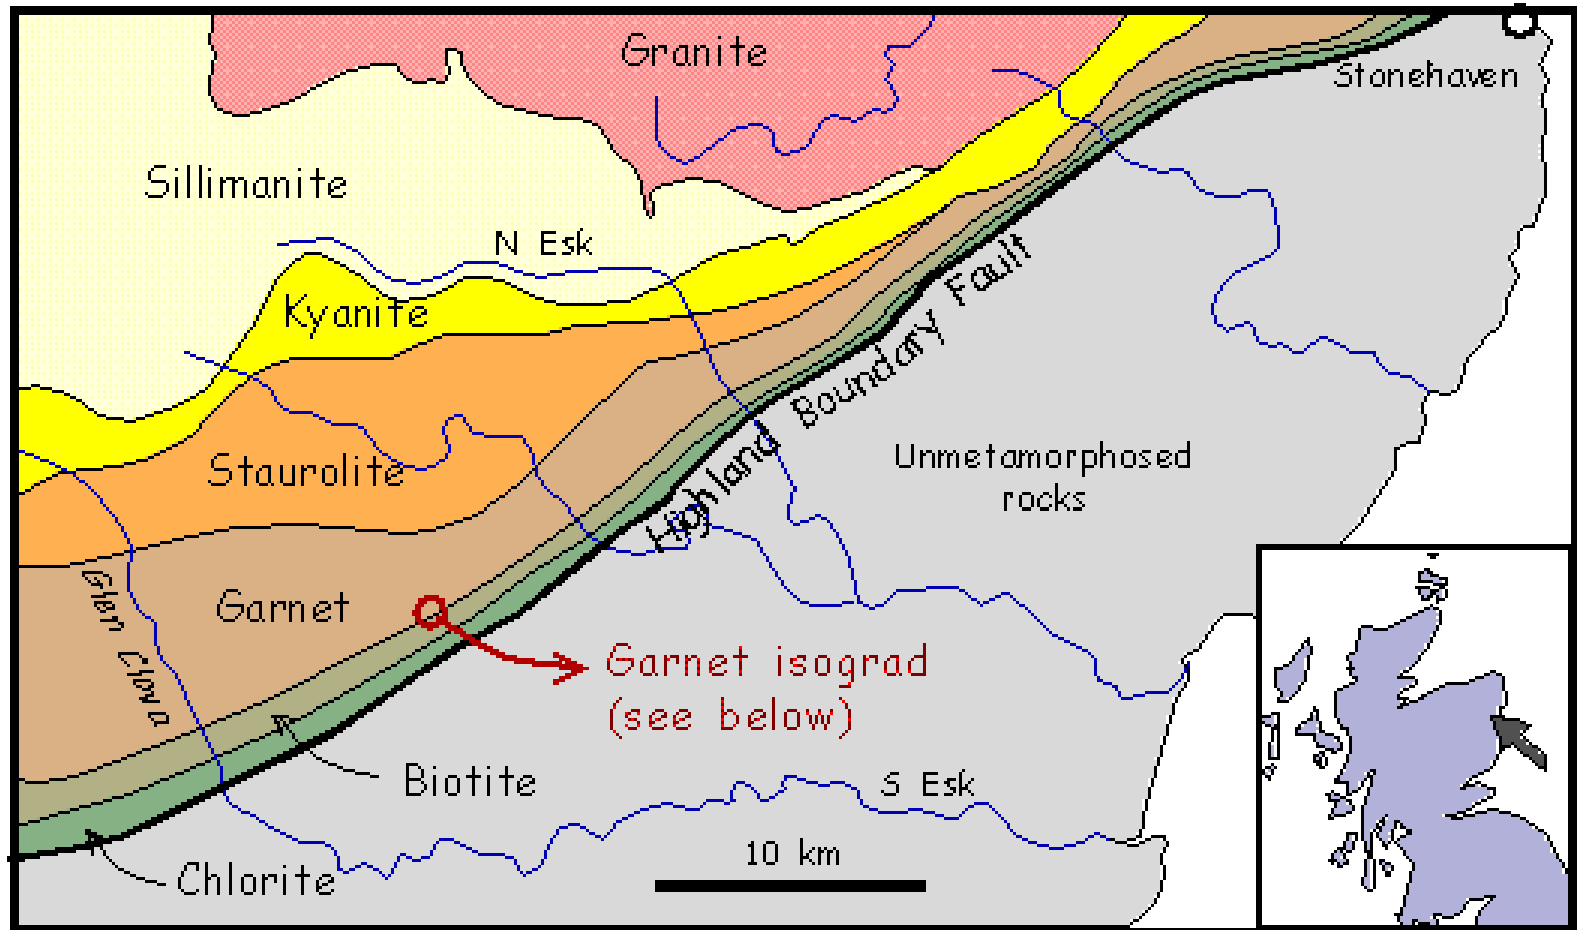 Granite
Stonehaven
Sillimanite
N Esk
Kyanite
Highland Boundary Fault
Staurolite
Unmetamorphosed
rocks
Glen Clova
Garnet
Garnet isograd
(see below)
Biotite
S Esk
10 km
Chlorite